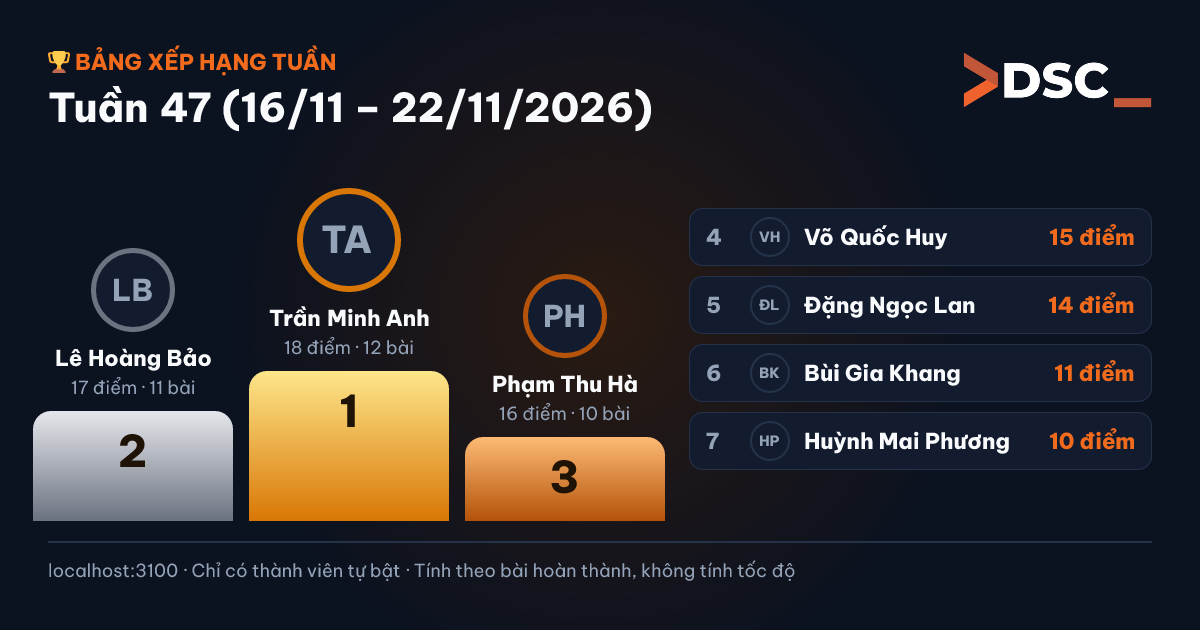 🏆 BẢNG XẾP HẠNG TUẦN
Tuần 47 (16/11 – 22/11/2026)
>DSC_
LB
Lê Hoàng Bảo
17 điểm · 11 bài
2
TA
Trần Minh Anh
18 điểm · 12 bài
1
PH
Phạm Thu Hà
16 điểm · 10 bài
3
4 VH Võ Quốc Huy 15 điểm
5 ĐL Đặng Ngọc Lan 14 điểm
6 BK Bùi Gia Khang 11 điểm
7 HP Huỳnh Mai Phương 10 điểm
localhost:3100 · Chỉ có thành viên tự bật · Tính theo bài hoàn thành, không tính tốc độ